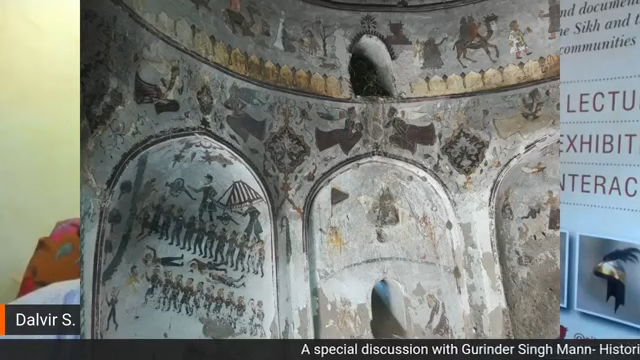 nd documen
e Sikh and t
communities
LECTU
EXHIBIT
NTERAC
Dalvir S.
A special discussion with Gurinder Singh Mann- Histori